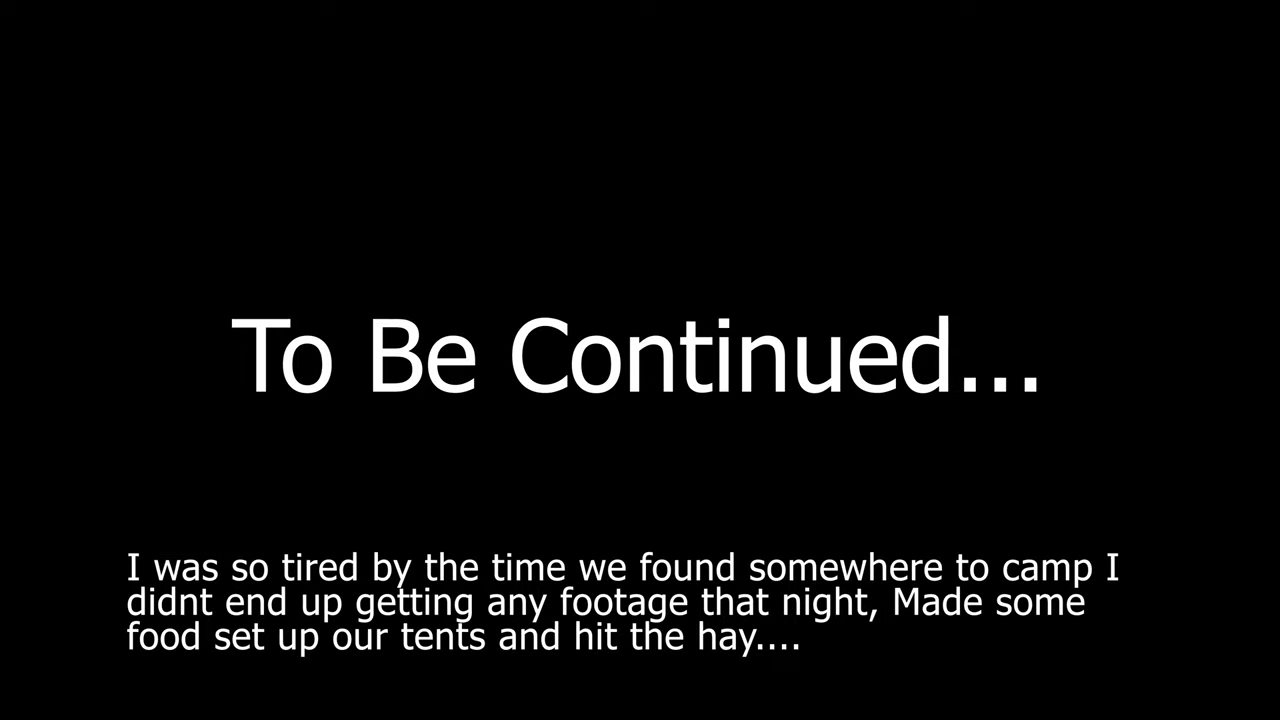 To Be Continued...
I was so tired by the time we found somewhere to camp I
didnt end up getting any footage that night, Made some
food set up our tents and hit the hay....